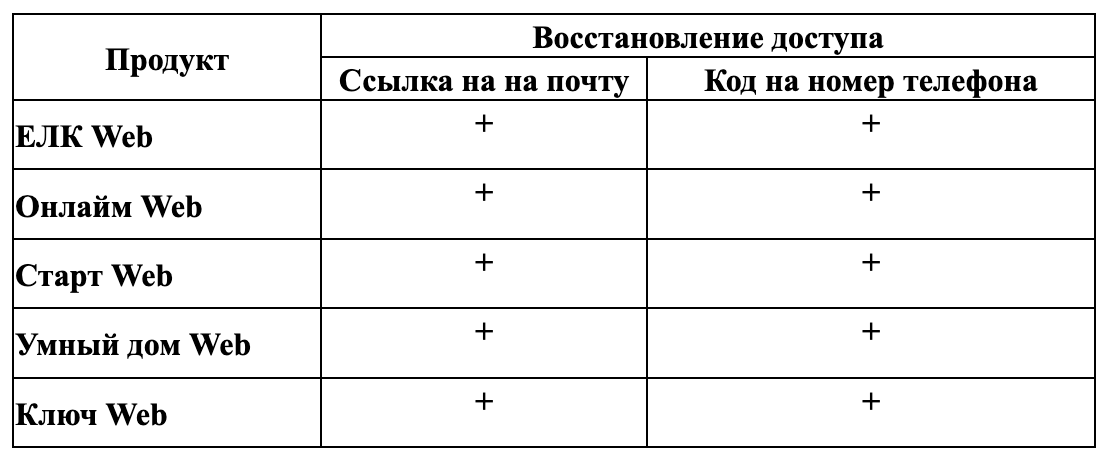 Продукт
Восстановление доступа
Ссылка на на почту Код на номер телефона
ЕЛК Web + +
Онлайм Web + +
Старт Web + +
Умный дом Web + +
Ключ Web + +